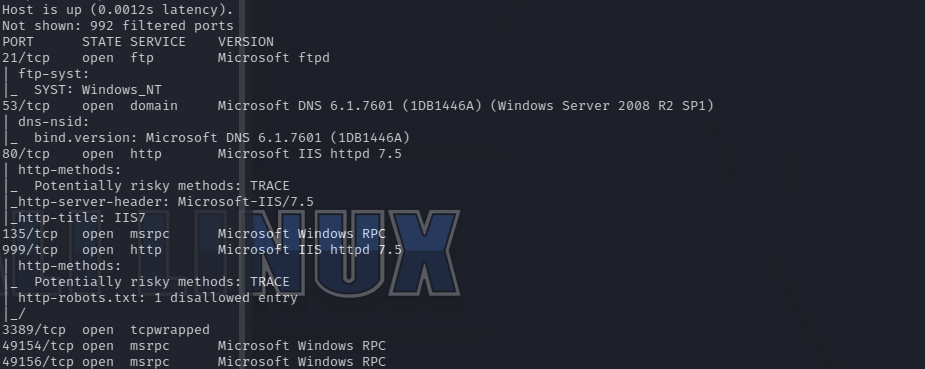 Host is up (0.0012s latency).
Not shown: 992 filtered ports
PORT      STATE SERVICE    VERSION
21/tcp    open  ftp        Microsoft ftpd
| ftp-syst:
|_  SYST: Windows_NT
53/tcp    open  domain     Microsoft DNS 6.1.7601 (1DB1446A) (Windows Server 2008 R2 SP1)
| dns-nsid:
|_  bind.version: Microsoft DNS 6.1.7601 (1DB1446A)
80/tcp    open  http       Microsoft IIS httpd 7.5
| http-methods:
|_  Potentially risky methods: TRACE
|_http-server-header: Microsoft-IIS/7.5
|_http-title: IIS7
135/tcp   open  msrpc      Microsoft Windows RPC
999/tcp   open  http       Microsoft IIS httpd 7.5
| http-methods:
|_  Potentially risky methods: TRACE
| http-robots.txt: 1 disallowed entry
|_/
3389/tcp  open  tcpwrapped
49154/tcp open  msrpc      Microsoft Windows RPC
49156/tcp open  msrpc      Microsoft Windows RPC
LINUX